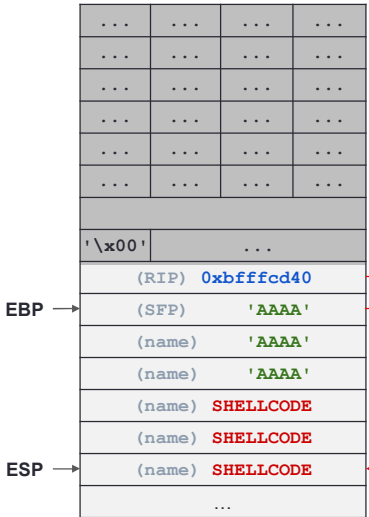 ... ... ... ...
... ... ... ...
... ... ... ...
... ... ... ...
... ... ... ...
... ... ... ...
'\x00' ...
(RIP) 0xbfffcd40
EBP (SFP) 'AAAA'
(name) 'AAAA'
(name) 'AAAA'
(name) SHELLCODE
(name) SHELLCODE
ESP (name) SHELLCODE
...